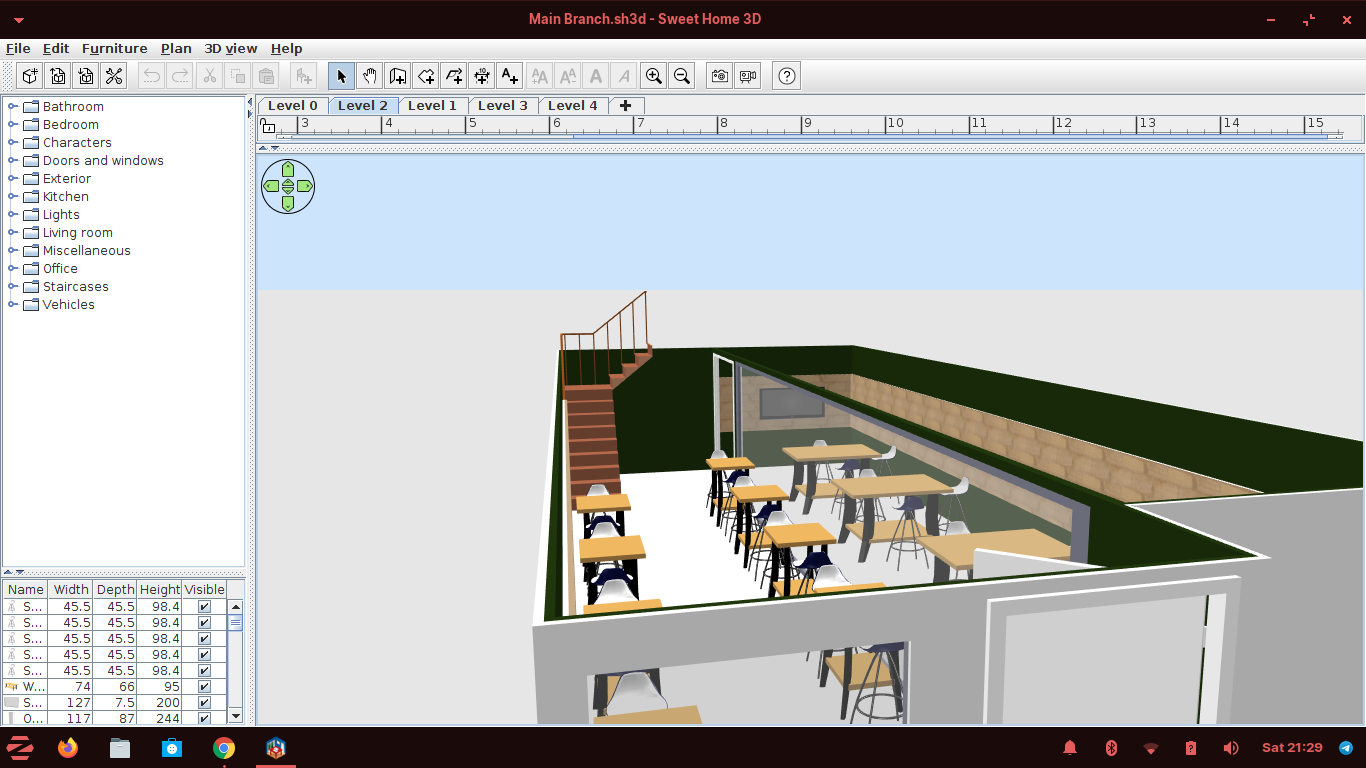 Main Branch.sh3d - Sweet Home 3D
File Edit Furniture Plan 3D view Help
Level 0 Level 2 Level 1 Level 3 Level 4
3 4 5 6 7 8 9 10 11 12 13 14 15
Bathroom
Bedroom
Characters
Doors and windows
Exterior
Kitchen
Lights
Living room
Miscellaneous
Office
Staircases
Vehicles
Name Width Depth Height Visible
S... 45.5 45.5 98.4
S... 45.5 45.5 98.4
S... 45.5 45.5 98.4
S... 45.5 45.5 98.4
S... 45.5 45.5 98.4
W... 74 66 95
S... 127 7.5 200
O... 117 87 244
Sat 21:29